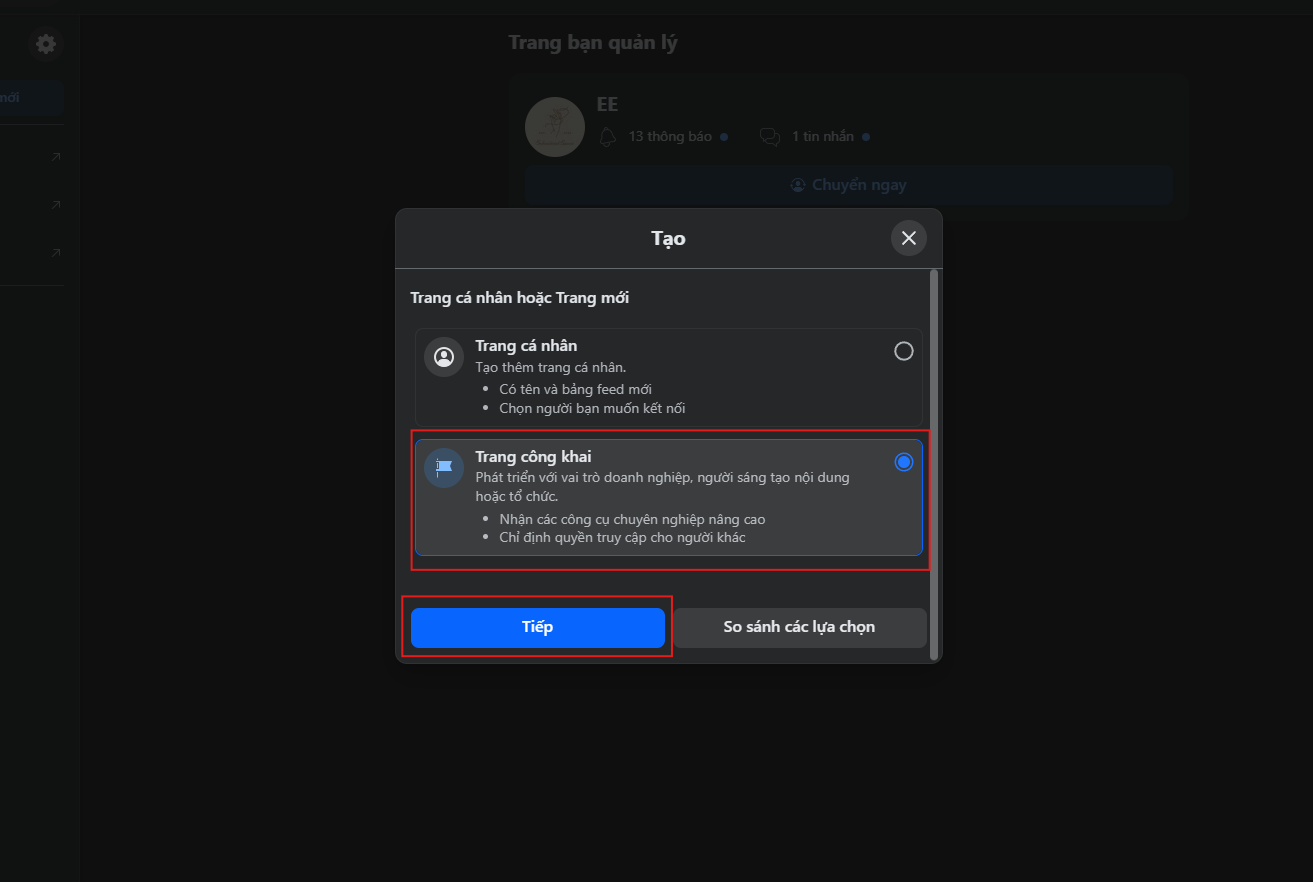 Trang bạn quản lý
mới
EE
13 thông báo
1 tin nhắn
Chuyển ngay
Tạo
Trang cá nhân hoặc Trang mới
Trang cá nhân
Tạo thêm trang cá nhân.
Có tên và bảng feed mới
Chọn người bạn muốn kết nối
Trang công khai
Phát triển với vai trò doanh nghiệp, người sáng tạo nội dung
hoặc tổ chức.
Nhận các công cụ chuyên nghiệp nâng cao
Chỉ định quyền truy cập cho người khác
Tiếp
So sánh các lựa chọn